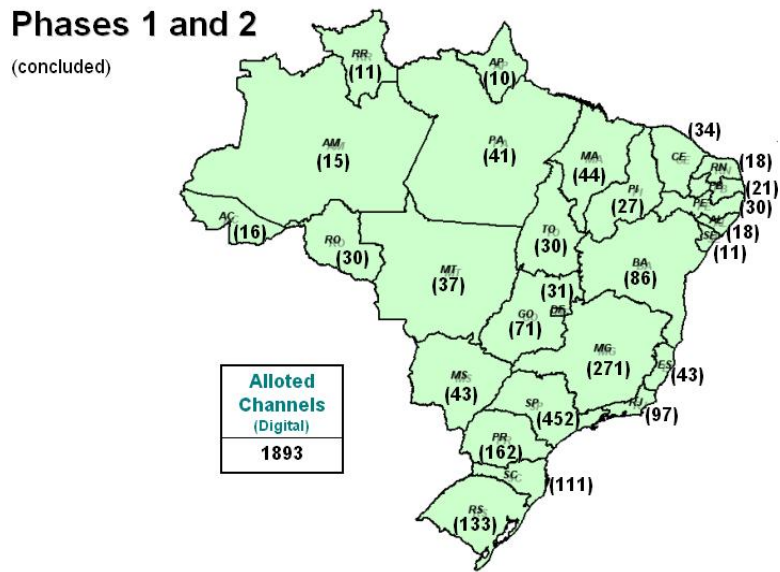 Phases 1 and 2
(concluded)
RR
(11)
AP
(10)
AM
(15)
PA
(41)
MA
(44)
CE
(34)
RN
(18)
PB
(21)
PI
(27)
PE
(30)
AL
(18)
SE
(11)
AC
(16)
RO
(30)
TO
(30)
BA
(86)
MT
(37)
(31)
DF
GO
(71)
MG
(271)
ES
(43)
MS
(43)
SP
(452)
RJ
(97)
PR
(162)
SC
(111)
RS
(133)
Alloted
Channels
(Digital)
1893